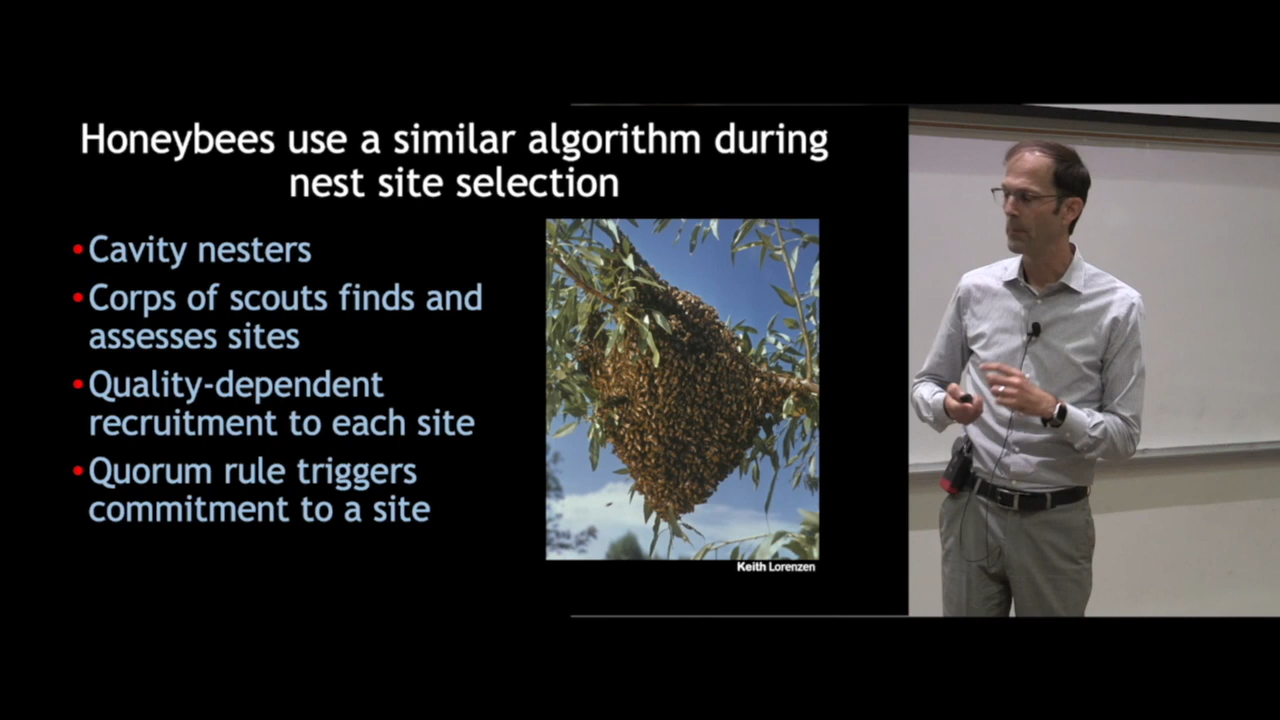 Honeybees use a similar algorithm during
nest site selection
•Cavity nesters
•Corps of scouts finds and
assesses sites
•Quality-dependent
recruitment to each site
•Quorum rule triggers
commitment to a site
Keith Lorenzen